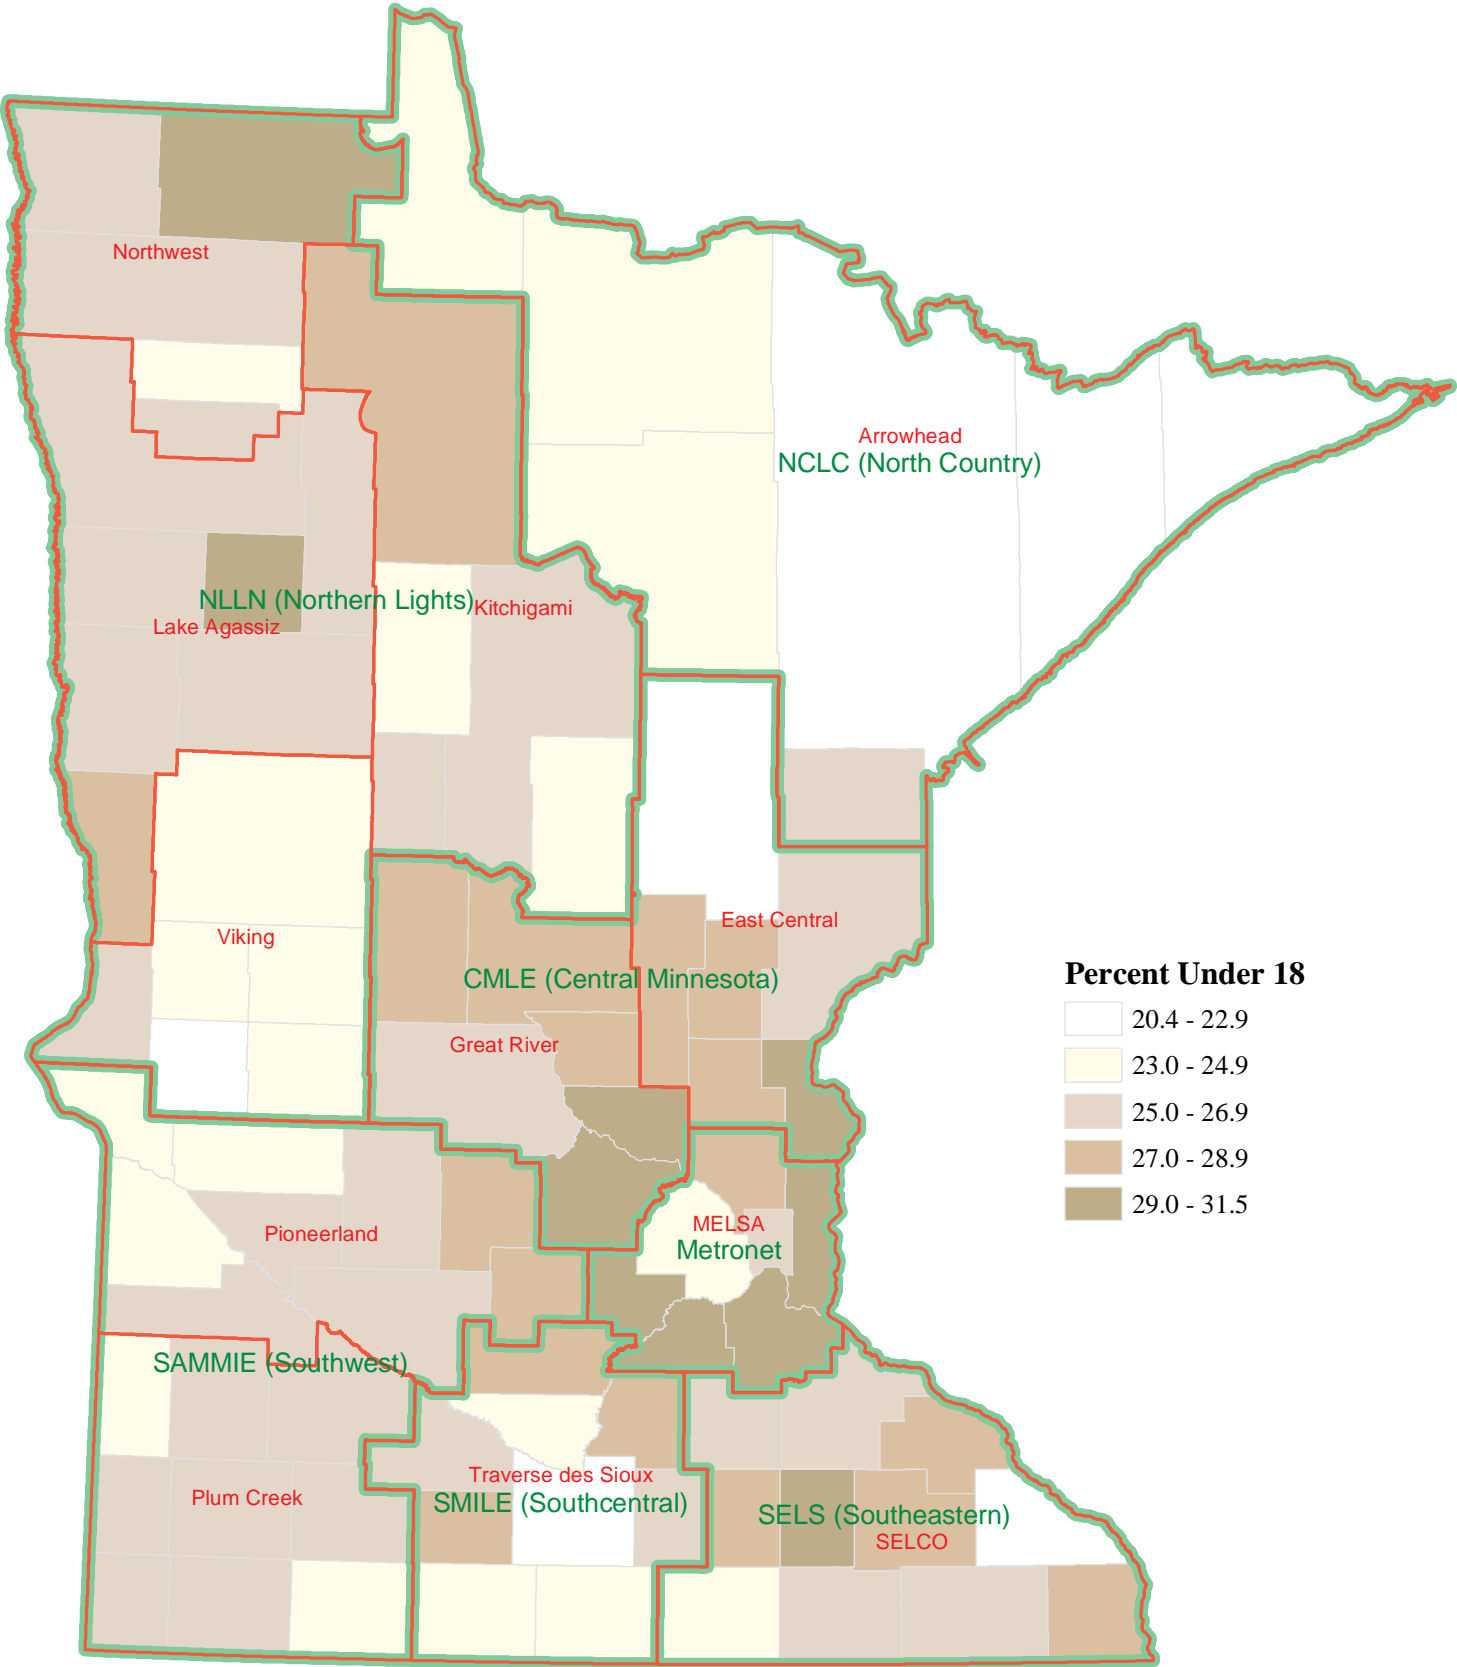 Northwest
Arrowhead
NCLC (North Country)
NLLN (Northern Lights)
Kitchigami
Lake Agassiz
East Central
Viking
CMLE (Central Minnesota)
Great River
Percent Under 18
20.4 - 22.9
23.0 - 24.9
25.0 - 26.9
27.0 - 28.9
29.0 - 31.5
MELSA
Pioneerland
Metronet
SAMMIE (Southwest)
Traverse des Sioux
Plum Creek
SMILE (Southcentral)
SELS (Southeastern)
SELCO